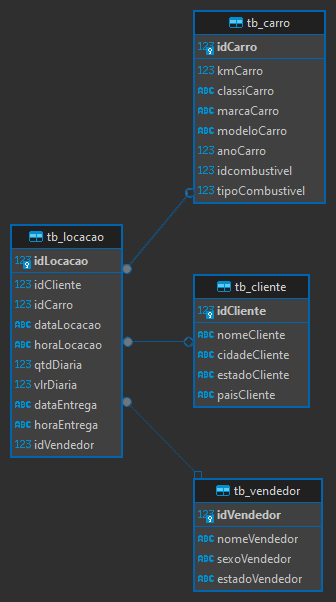 tb_carro
123 idCarro
123 kmCarro
ABC classiCarro
ABC marcaCarro
ABC modeloCarro
123 anoCarro
123 idcombustivel
123 tipoCombustivel
tb_locacao
123 idLocacao
123 idCliente
123 idCarro
ABC dataLocacao
ABC horaLocacao
123 qtdDiaria
123 vlrDiaria
ABC dataEntrega
ABC horaEntrega
123 idVendedor
tb_cliente
123 idCliente
ABC nomeCliente
ABC cidadeCliente
ABC estadoCliente
ABC paisCliente
tb_vendedor
123 idVendedor
ABC nomeVendedor
ABC sexoVendedor
ABC estadoVendedor